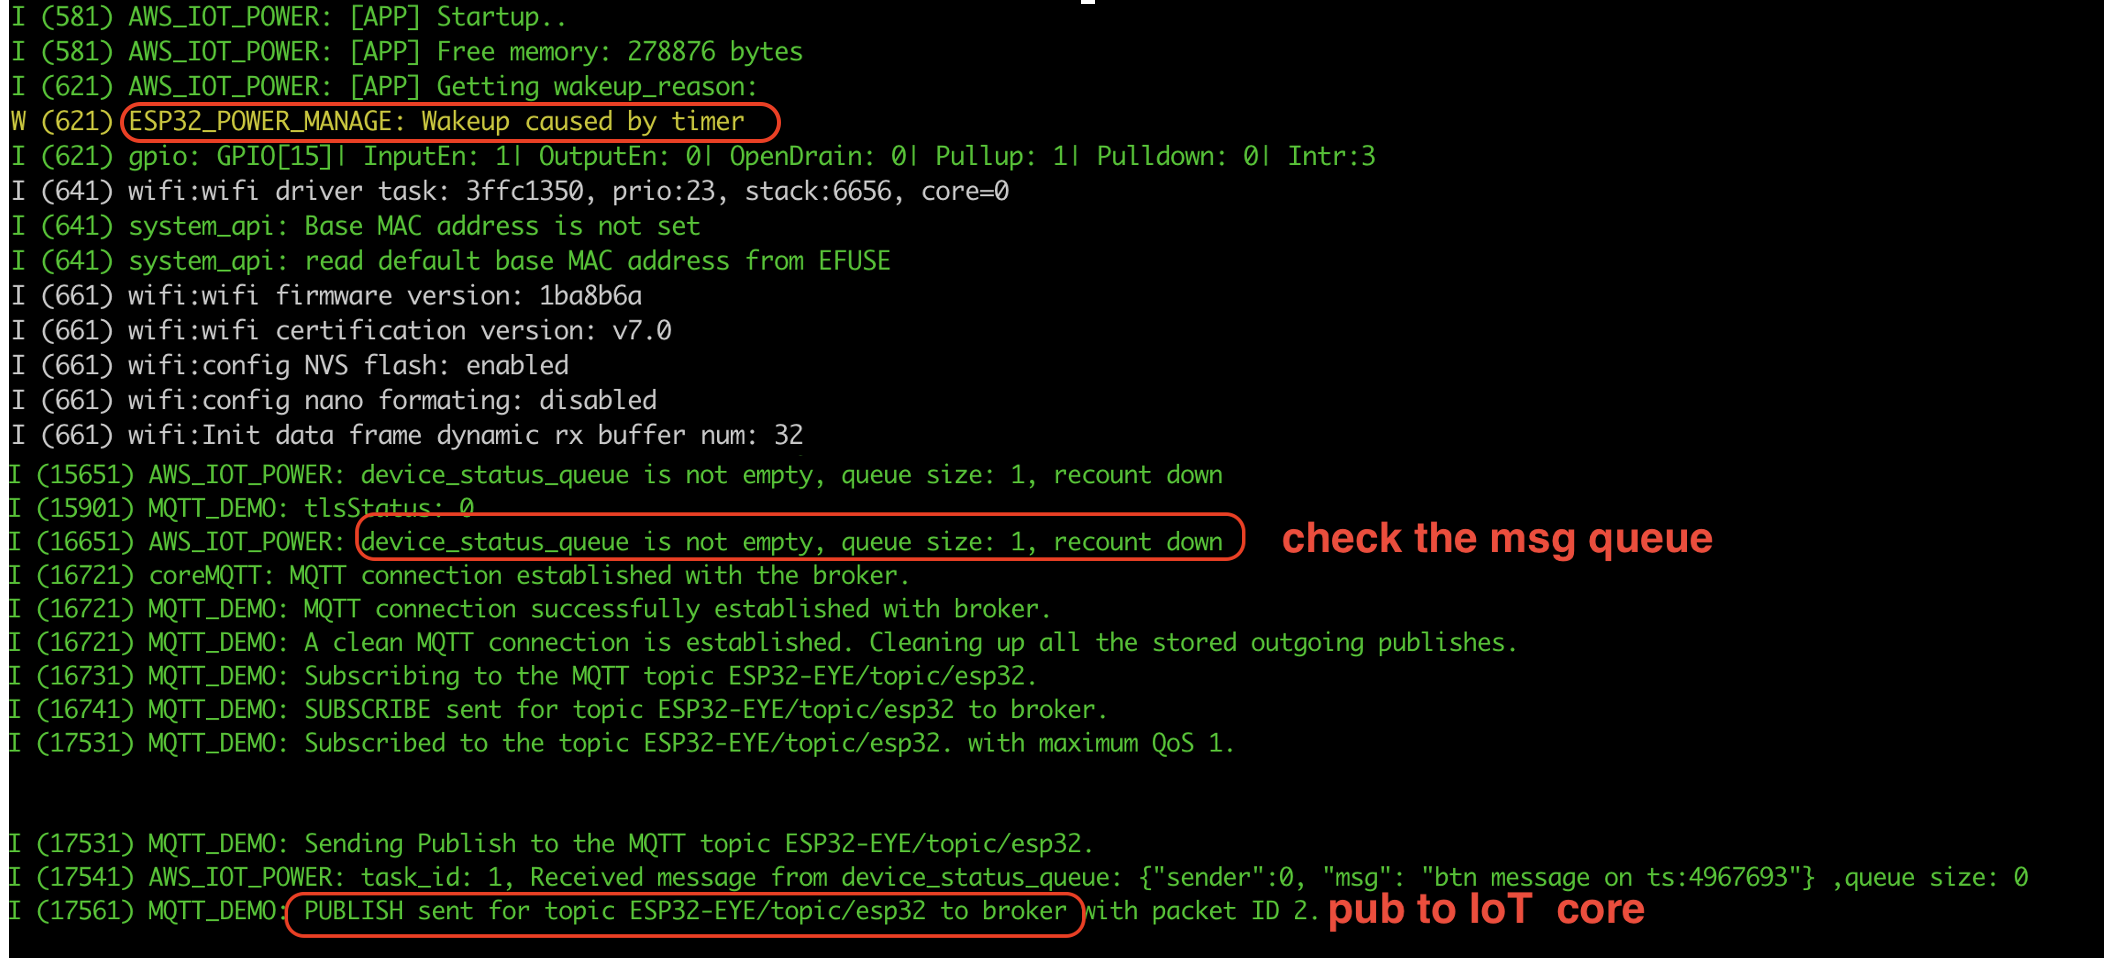 I (581) AWS_IOT_POWER: [APP] Startup..
I (581) AWS_IOT_POWER: [APP] Free memory: 278876 bytes
I (621) AWS_IOT_POWER: [APP] Getting wakeup_reason:
W (621) ESP32_POWER_MANAGE: Wakeup caused by timer
I (621) gpio: GPIO[15]| InputEn: 1| OutputEn: 0| OpenDrain: 0| Pullup: 1| Pulldown: 0| Intr:3
I (641) wifi:wifi driver task: 3ffc1350, prio:23, stack:6656, core=0
I (641) system_api: Base MAC address is not set
I (641) system_api: read default base MAC address from EFUSE
I (661) wifi:wifi firmware version: 1ba8b6a
I (661) wifi:wifi certification version: v7.0
I (661) wifi:config NVS flash: enabled
I (661) wifi:config nano formating: disabled
I (661) wifi:Init data frame dynamic rx buffer num: 32
I (15651) AWS_IOT_POWER: device_status_queue is not empty, queue size: 1, recount down
I (15901) MQTT_DEMO: tlsStatus: 0
I (16651) AWS_IOT_POWER: device_status_queue is not empty, queue size: 1, recount down check the msg queue
I (16721) coreMQTT: MQTT connection established with the broker.
I (16721) MQTT_DEMO: MQTT connection successfully established with broker.
I (16721) MQTT_DEMO: A clean MQTT connection is established. Cleaning up all the stored outgoing publishes.
I (16731) MQTT_DEMO: Subscribing to the MQTT topic ESP32-EYE/topic/esp32.
I (16741) MQTT_DEMO: SUBSCRIBE sent for topic ESP32-EYE/topic/esp32 to broker.
I (17531) MQTT_DEMO: Subscribed to the topic ESP32-EYE/topic/esp32. with maximum QoS 1.
I (17531) MQTT_DEMO: Sending Publish to the MQTT topic ESP32-EYE/topic/esp32.
I (17541) AWS_IOT_POWER: task_id: 1, Received message from device_status_queue: {"sender":0, "msg": "btn message on ts:4967693"} ,queue size: 0
I (17561) MQTT_DEMO: PUBLISH sent for topic ESP32-EYE/topic/esp32 to broker with packet ID 2. pub to IoT core